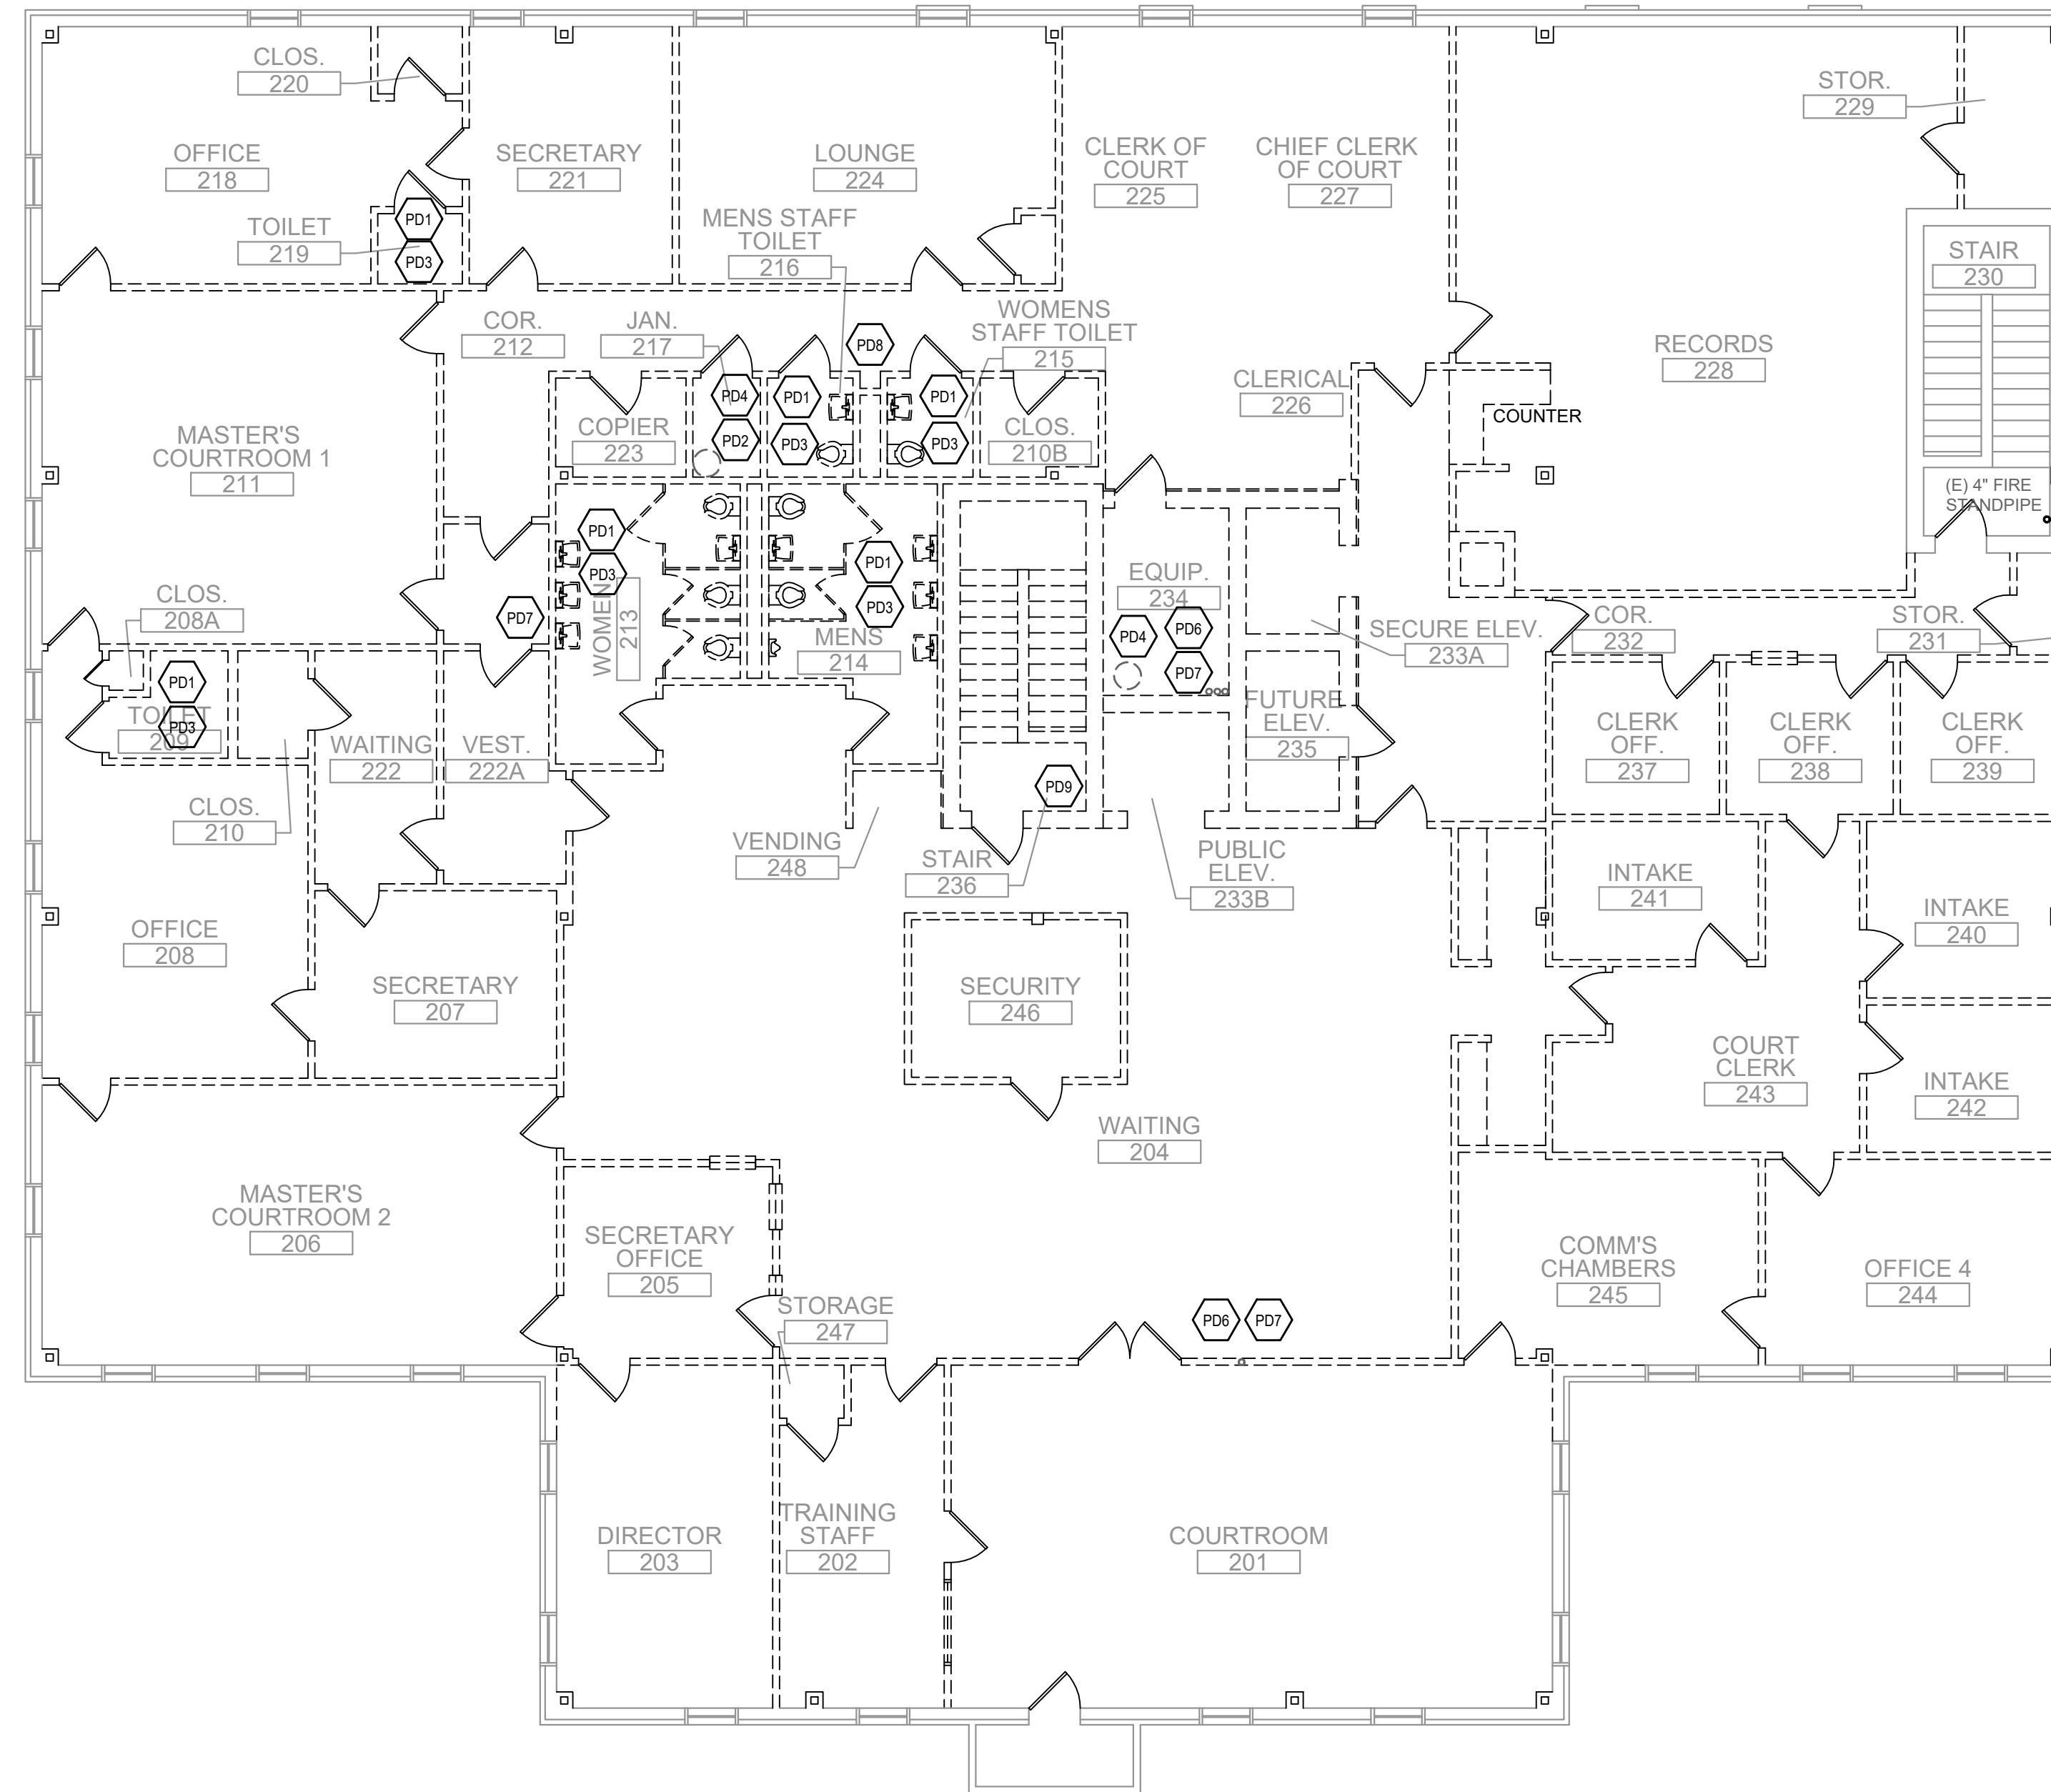 CLOS.
220
STOR.
229
OFFICE
218
SECRETARY
221
LOUNGE
224
CLERK OF
COURT
225
CHIEF CLERK
OF COURT
227
TOILET
219
PD1
PD3
MENS STAFF
TOILET
216
STAIR
230
COR.
212
JAN.
217
PD8
WOMENS
STAFF TOILET
215
RECORDS
228
CLERICAL
226
COUNTER
MASTER'S
COURTROOM 1
211
COPIER
223
PD4
PD2
PD1
PD3
PD1
PD3
CLOS.
210B
(E) 4" FIRE
STANDPIPE
PD1
PD3
WOMEN
213
PD1
PD3
MENS
214
EQUIP.
234
PD4
PD6
PD7
CLOS.
208A
PD7
SECURE ELEV.
233A
COR.
232
STOR.
231
PD1
PD3
TOILET
209
WAITING
222
VEST.
222A
FUTURE
ELEV.
235
CLERK
OFF.
237
CLERK
OFF.
238
CLERK
OFF.
239
CLOS.
210
PD9
VENDING
248
STAIR
236
PUBLIC
ELEV.
233B
INTAKE
241
INTAKE
240
OFFICE
208
SECRETARY
207
SECURITY
246
COURT
CLERK
243
INTAKE
242
WAITING
204
MASTER'S
COURTROOM 2
206
SECRETARY
OFFICE
205
COMM'S
CHAMBERS
245
OFFICE 4
244
STORAGE
247
PD6
PD7
DIRECTOR
203
TRAINING
STAFF
202
COURTROOM
201